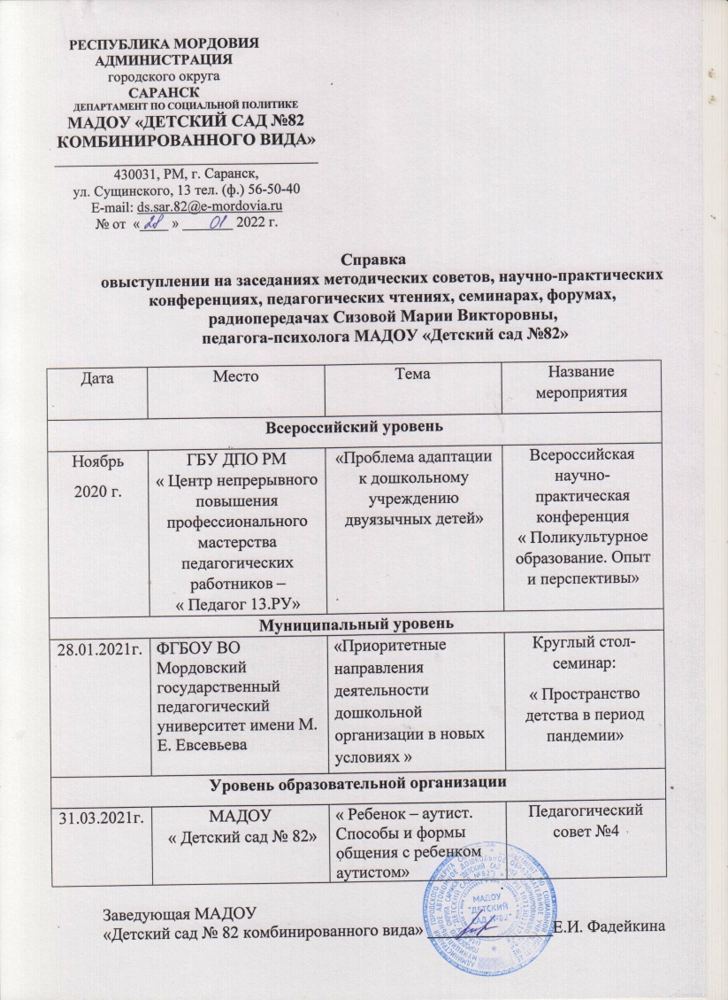 РЕСПУБЛИКА МОРДОВИЯ
АДМИНИСТРАЦИЯ
городского округа
САРАНСК
ДЕПАРТАМЕНТ ПО СОЦИАЛЬНОЙ ПОЛИТИКЕ
МАДОУ «ДЕТСКИЙ САД №82
КОМБИНИРОВАННОГО ВИДА»
430031, РМ, г. Саранск,
ул. Сущинского, 13 тел. (ф.) 56-50-40
E-mail: ds.sar.82@e-mordovia.ru
№ от « 28 » 01 2022 г.
Справка
овыступлении на заседаниях методических советов, научно-практических
конференциях, педагогических чтениях, семинарах, форумах,
радиопередачах Сизовой Марии Викторовны,
педагога-психолога МАДОУ «Детский сад №82»
Дата
Место
Тема
Название
мероприятия
Всероссийский уровень
Ноябрь
2020 г.
ГБУ ДПО РМ
« Центр непрерывного
повышения
профессионального
мастерства
педагогических
работников –
« Педагог 13.РУ»
«Проблема адаптации
к дошкольному
учреждению
двуязычных детей»
Всероссийская
научно-
практическая
конференция
« Поликультурное
образование. Опыт
и перспективы»
Муниципальный уровень
28.01.2021г.
ФГБОУ ВО
Мордовский
государственный
педагогический
университет имени М.
Е. Евсевьева
«Приоритетные
направления
деятельности
дошкольной
организации в новых
условиях »
Круглый стол-
семинар:
« Пространство
детства в период
пандемии»
Уровень образовательной организации
31.03.2021г.
МАДОУ
« Детский сад № 82»
« Ребенок – аутист.
Способы и формы
общения с ребенком
аутистом»
Педагогический
совет №4
Заведующая МАДОУ
«Детский сад № 82 комбинированного вида» Е.И. Фадейкина
МАДОУ
"ДЕТСКИЙ
САД №82"